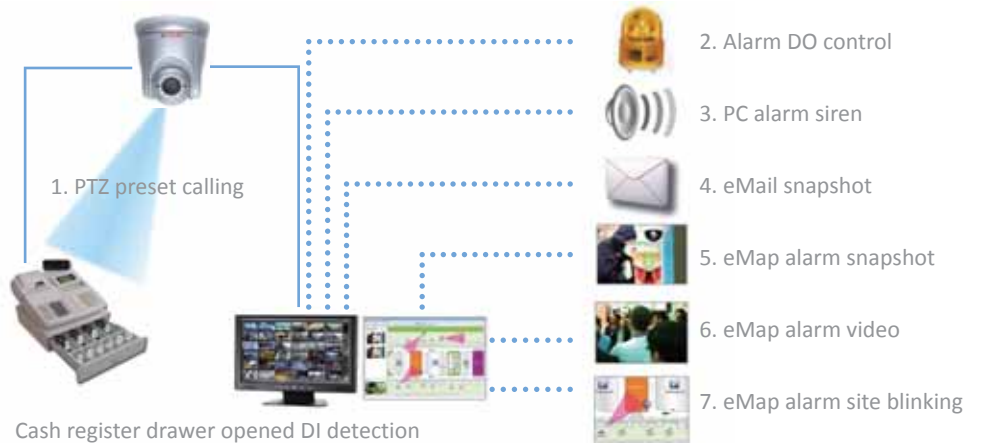 2. Alarm DO control
3. PC alarm siren
1. PTZ preset calling
4. eMail snapshot
5. eMap alarm snapshot
6. eMap alarm video
7. eMap alarm site blinking
Cash register drawer opened DI detection